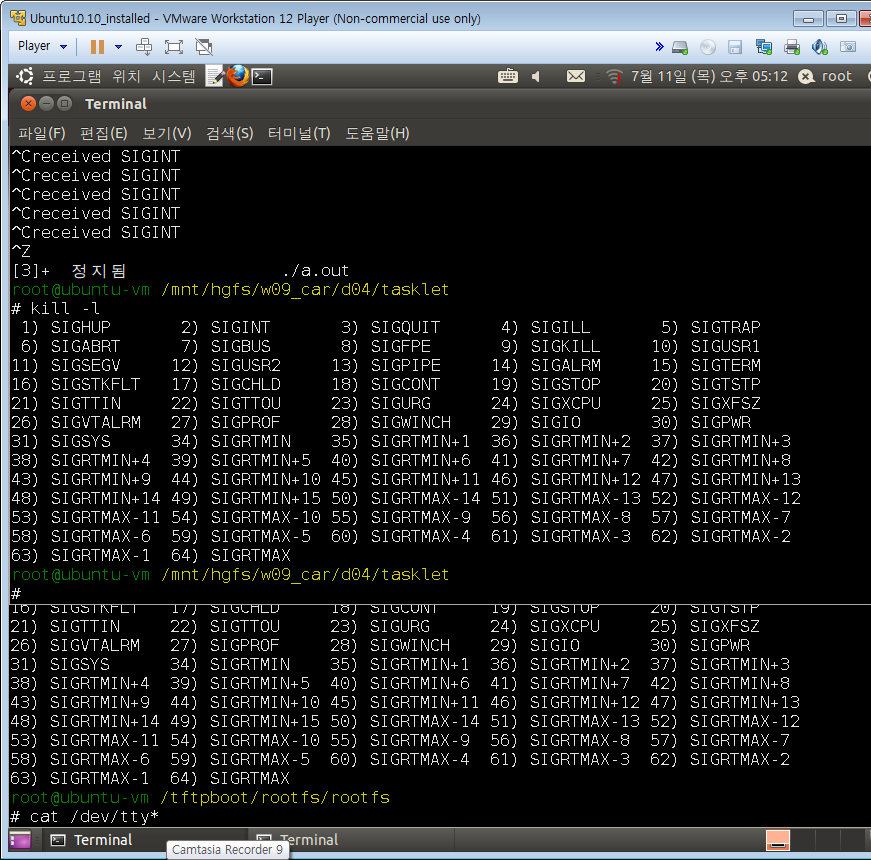 Ubuntu10.10_installed - VMware Workstation 12 Player (Non-commercial use only)
Player
프로그램 위치 시스템 7월 11일 (목) 오후 05:12 root
Terminal
파일(F) 편집(E) 보기(V) 검색(S) 터미널(T) 도움말(H)
^Creceived SIGINT
^Creceived SIGINT
^Creceived SIGINT
^Creceived SIGINT
^Creceived SIGINT
^Z
[3]+ 정지됨 ./a.out
root@ubuntu-vm /mnt/hgfs/w09_car/d04/tasklet
# kill -l
1) SIGHUP 2) SIGINT 3) SIGQUIT 4) SIGILL 5) SIGTRAP
6) SIGABRT 7) SIGBUS 8) SIGFPE 9) SIGKILL 10) SIGUSR1
11) SIGSEGV 12) SIGUSR2 13) SIGPIPE 14) SIGALRM 15) SIGTERM
16) SIGSTKFLT 17) SIGCHLD 18) SIGCONT 19) SIGSTOP 20) SIGTSTP
21) SIGTTIN 22) SIGTTOU 23) SIGURG 24) SIGXCPU 25) SIGXFSZ
26) SIGVTALRM 27) SIGPROF 28) SIGWINCH 29) SIGIO 30) SIGPWR
31) SIGSYS 34) SIGRTMIN 35) SIGRTMIN+1 36) SIGRTMIN+2 37) SIGRTMIN+3
38) SIGRTMIN+4 39) SIGRTMIN+5 40) SIGRTMIN+6 41) SIGRTMIN+7 42) SIGRTMIN+8
43) SIGRTMIN+9 44) SIGRTMIN+10 45) SIGRTMIN+11 46) SIGRTMIN+12 47) SIGRTMIN+13
48) SIGRTMIN+14 49) SIGRTMIN+15 50) SIGRTMAX-14 51) SIGRTMAX-13 52) SIGRTMAX-12
53) SIGRTMAX-11 54) SIGRTMAX-10 55) SIGRTMAX-9 56) SIGRTMAX-8 57) SIGRTMAX-7
58) SIGRTMAX-6 59) SIGRTMAX-5 60) SIGRTMAX-4 61) SIGRTMAX-3 62) SIGRTMAX-2
63) SIGRTMAX-1 64) SIGRTMAX
root@ubuntu-vm /mnt/hgfs/w09_car/d04/tasklet
#
16) SIGSTKFLT 17) SIGCHLD 18) SIGCONT 19) SIGSTOP 20) SIGTSTP
21) SIGTTIN 22) SIGTTOU 23) SIGURG 24) SIGXCPU 25) SIGXFSZ
26) SIGVTALRM 27) SIGPROF 28) SIGWINCH 29) SIGIO 30) SIGPWR
31) SIGSYS 34) SIGRTMIN 35) SIGRTMIN+1 36) SIGRTMIN+2 37) SIGRTMIN+3
38) SIGRTMIN+4 39) SIGRTMIN+5 40) SIGRTMIN+6 41) SIGRTMIN+7 42) SIGRTMIN+8
43) SIGRTMIN+9 44) SIGRTMIN+10 45) SIGRTMIN+11 46) SIGRTMIN+12 47) SIGRTMIN+13
48) SIGRTMIN+14 49) SIGRTMIN+15 50) SIGRTMAX-14 51) SIGRTMAX-13 52) SIGRTMAX-12
53) SIGRTMAX-11 54) SIGRTMAX-10 55) SIGRTMAX-9 56) SIGRTMAX-8 57) SIGRTMAX-7
58) SIGRTMAX-6 59) SIGRTMAX-5 60) SIGRTMAX-4 61) SIGRTMAX-3 62) SIGRTMAX-2
63) SIGRTMAX-1 64) SIGRTMAX
root@ubuntu-vm /tftpboot/rootfs/rootfs
# cat /dev/tty*
Terminal Terminal
Camtasia Recorder 9